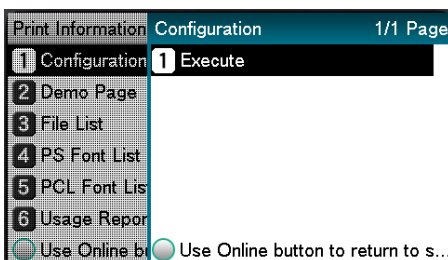 Print Information
1 Configuration
2 Demo Page
3 File List
4 PS Font List
5 PCL Font Lis
6 Usage Repor
Use Online b
Configuration 1/1 Page
1 Execute
Use Online button to return to s...